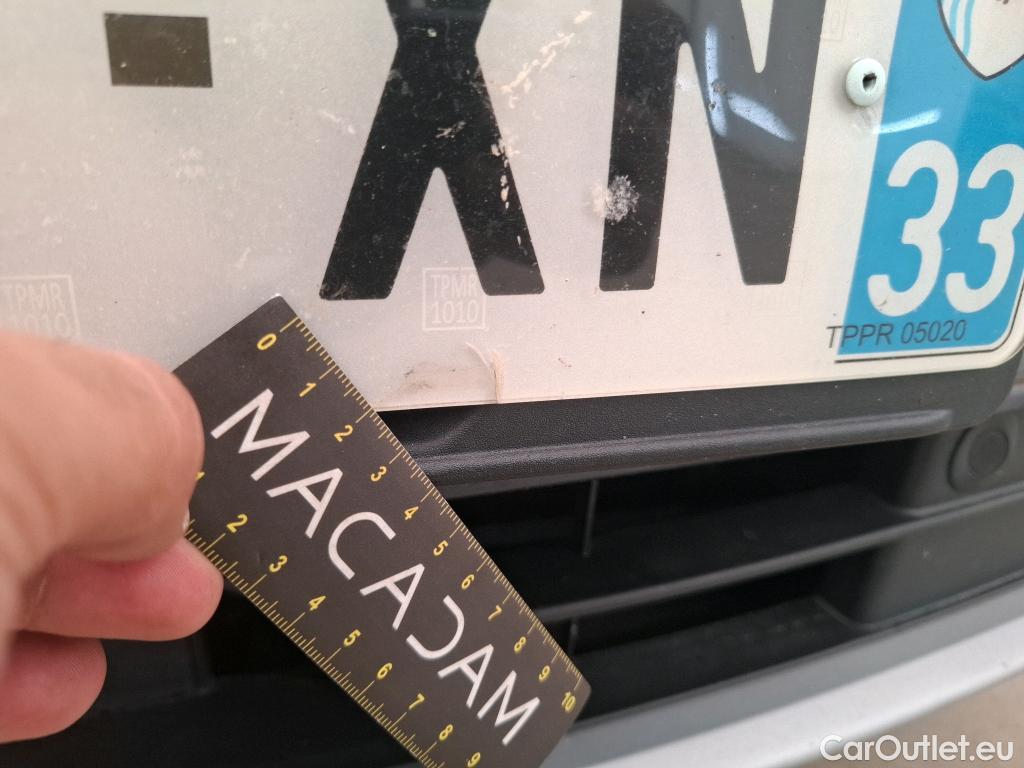 -XN
33
TPMR
1010
TPMR
1010
TPPR 05020
0 1 2 3 4 5 6 7 8 9 10
MACADAM
2 3 4 5 6 7 8 9
CarOutlet.eu